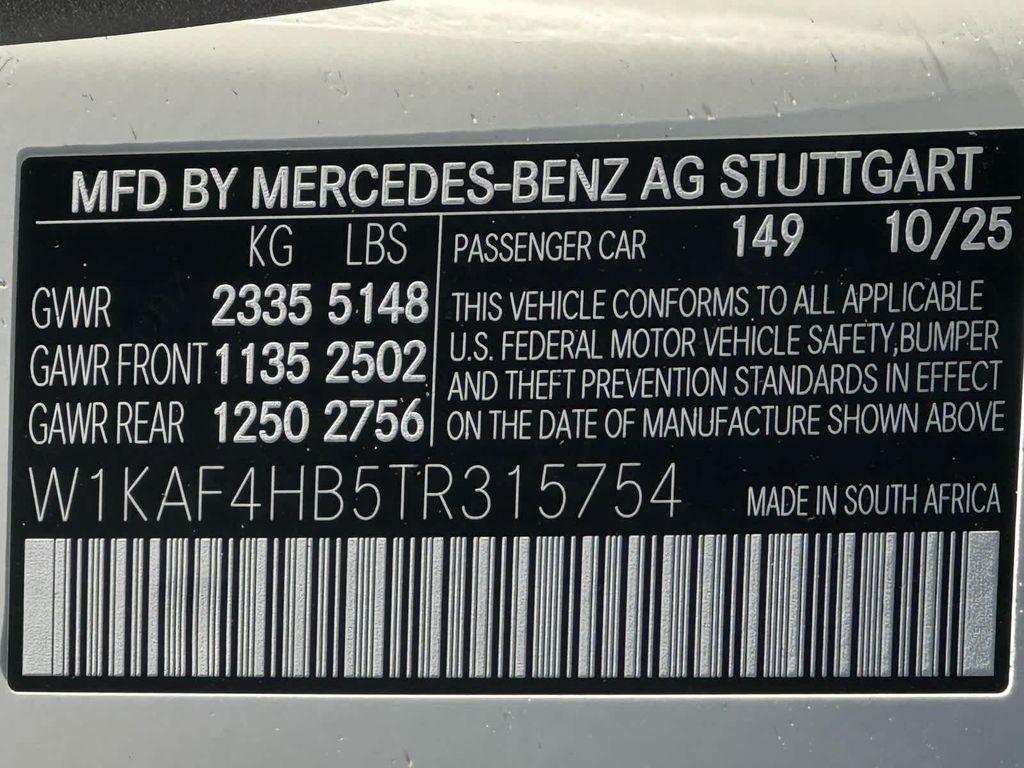 MFD BY MERCEDES-BENZ AG STUTTGART
KG LBS
GVWR 2335 5148
GAWR FRONT 1135 2502
GAWR REAR 1250 2756
PASSENGER CAR 149 10/25
THIS VEHICLE CONFORMS TO ALL APPLICABLE
U.S. FEDERAL MOTOR VEHICLE SAFETY,BUMPER
AND THEFT PREVENTION STANDARDS IN EFFECT
ON THE DATE OF MANUFACTURE SHOWN ABOVE
W1KAF4HB5TR315754
MADE IN SOUTH AFRICA